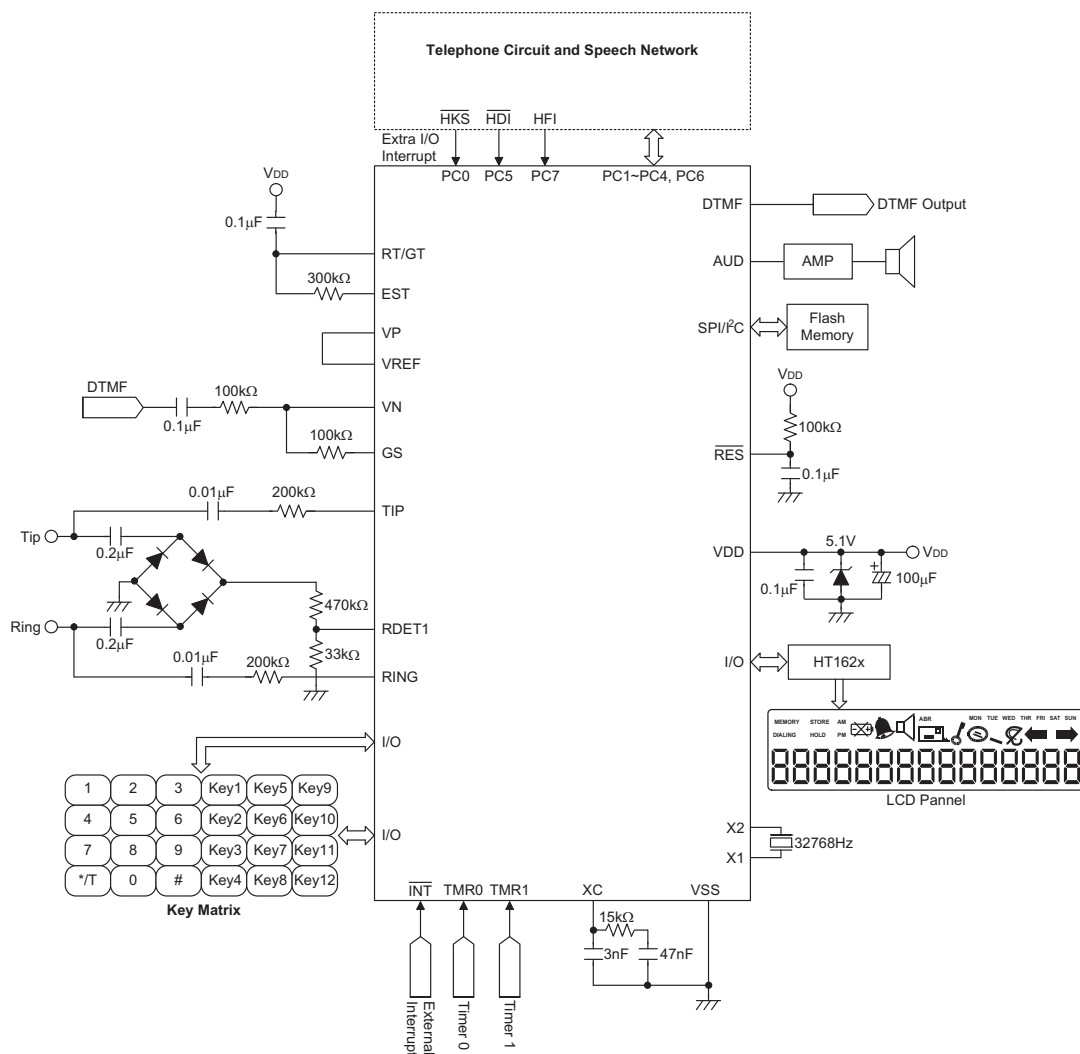 Telephone Circuit and Speech Network
HKS HDI HFI
Extra I/O
Interrupt
PC0 PC5 PC7 PC1~PC4, PC6
VDD
0.1μF
RT/GT
300kΩ
EST
VP
VREF
DTMF
100kΩ
VN
0.1μF
100kΩ
GS
0.01μF
200kΩ
TIP
Tip
0.2μF
470kΩ
RDET1
Ring
0.2μF
33kΩ
0.01μF
200kΩ
RING
I/O
1 2 3 Key1 Key5 Key9
4 5 6 Key2 Key6 Key10
7 8 9 Key3 Key7 Key11
*/T 0 # Key4 Key8 Key12
I/O
Key Matrix
INT TMR0 TMR1 XC VSS
External
Interrupt
Timer 0
Timer 1
15kΩ
3nF
47nF
DTMF
DTMF Output
AUD
AMP
SPI/I²C
Flash
Memory
VDD
100kΩ
RES
0.1μF
VDD
5.1V
VDD
0.1μF
100μF
I/O
HT162x
MEMORY STORE AM ABR MON TUE WED THR FRI SAT SUN
DIALING HOLD PM
LCD Pannel
X2
32768Hz
X1